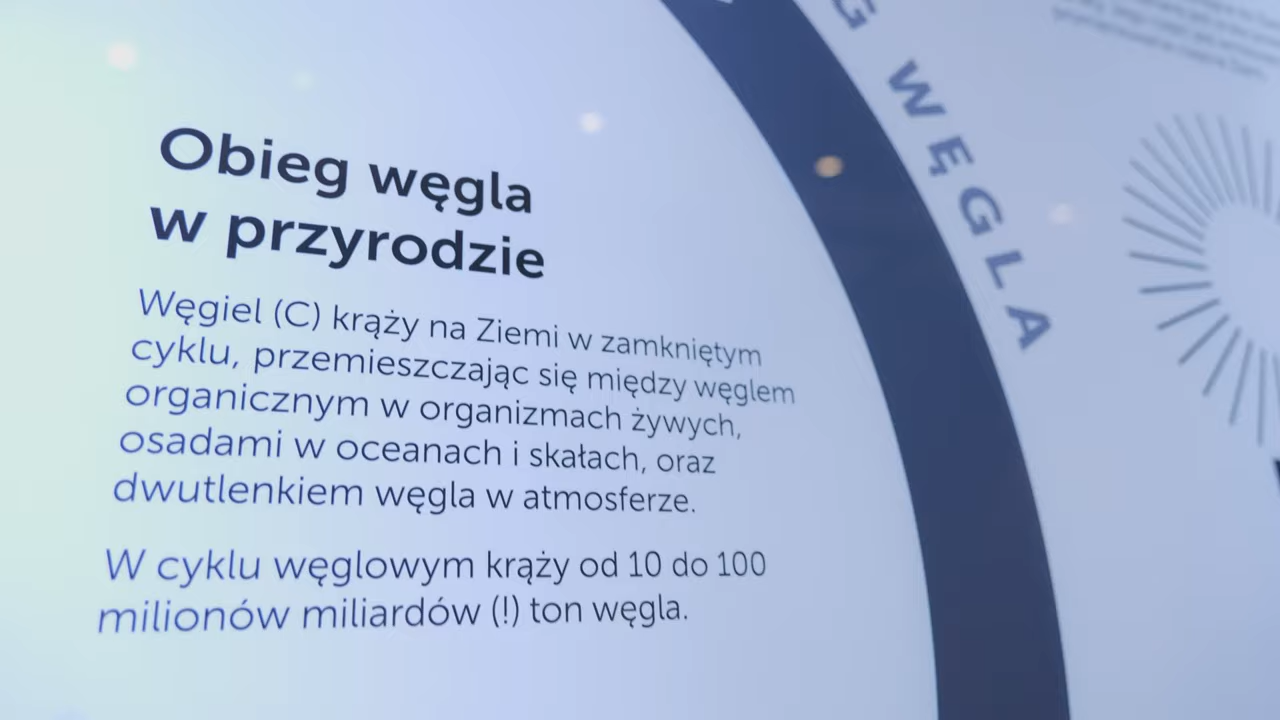 Obieg węgla
w przyrodzie
Węgiel (C) krąży na Ziemi w zamkniętym
cyklu, przemieszczając się między węglem
organicznym w organizmach żywych,
osadami w oceanach i skałach, oraz
dwutlenkiem węgla w atmosferze.
W cyklu węglowym krąży od 10 do 100
milionów miliardów (!) ton węgla.
G WĘGLA